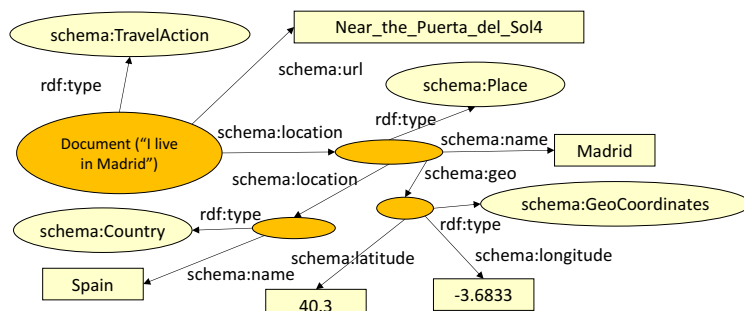 schema:TravelAction
Near_the_Puerta_del_Sol4
rdf:type
schema:url
schema:Place
rdf:type
Document (“I live
in Madrid”)
schema:location
schema:name
Madrid
schema:location
schema:geo
rdf:type
schema:Country
rdf:type
schema:GeoCoordinates
schema:latitude
schema:longitude
Spain
schema:name
40.3
-3.6833